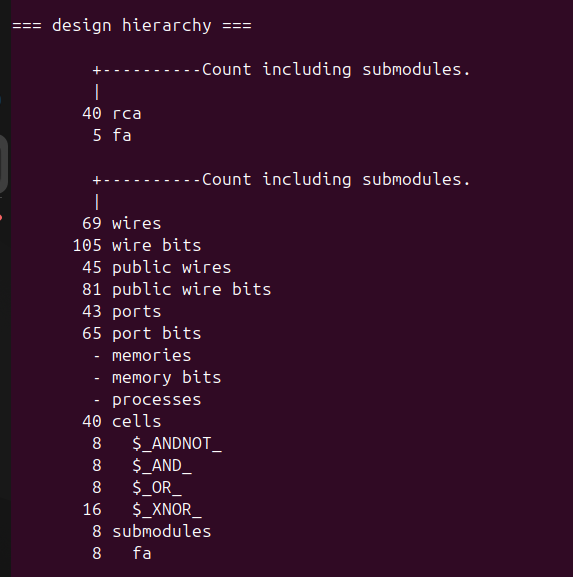 === design hierarchy ===
+----------Count including submodules.
|
40 rca
5 fa
+----------Count including submodules.
|
69 wires
105 wire bits
45 public wires
81 public wire bits
43 ports
65 port bits
- memories
- memory bits
- processes
40 cells
8 $_ANDNOT_
8 $_AND_
8 $_OR_
16 $_XNOR_
8 submodules
8 fa